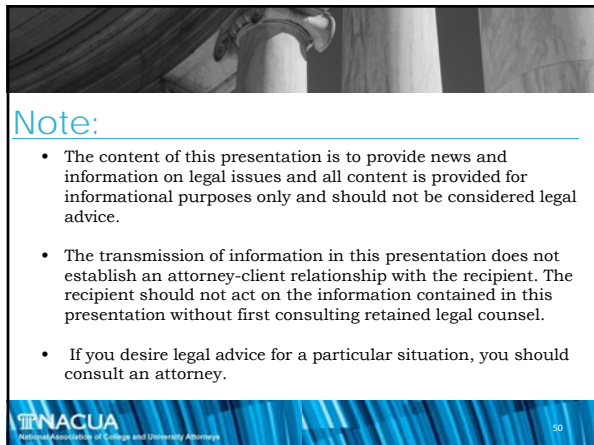 Note:
• The content of this presentation is to provide news and
information on legal issues and all content is provided for
informational purposes only and should not be considered legal
advice.
• The transmission of information in this presentation does not
establish an attorney-client relationship with the recipient. The
recipient should not act on the information contained in this
presentation without first consulting retained legal counsel.
• If you desire legal advice for a particular situation, you should
consult an attorney.
NACUA
National Association of College and University Attorneys
50